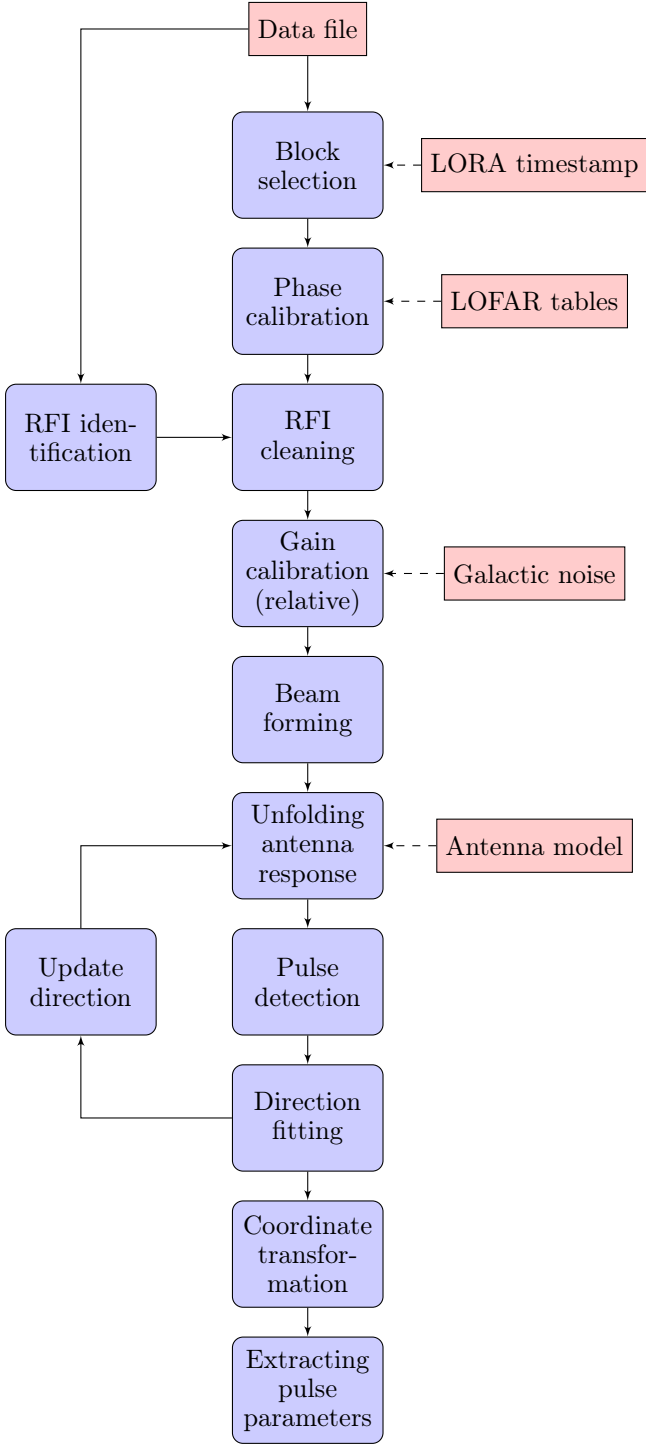 Data file
Block
selection
LORA timestamp
Phase
calibration
LOFAR tables
RFI iden-
tification
RFI
cleaning
Gain
calibration
(relative)
Galactic noise
Beam
forming
Unfolding
antenna
response
Antenna model
Update
direction
Pulse
detection
Direction
fitting
Coordinate
transfor-
mation
Extracting
pulse
parameters